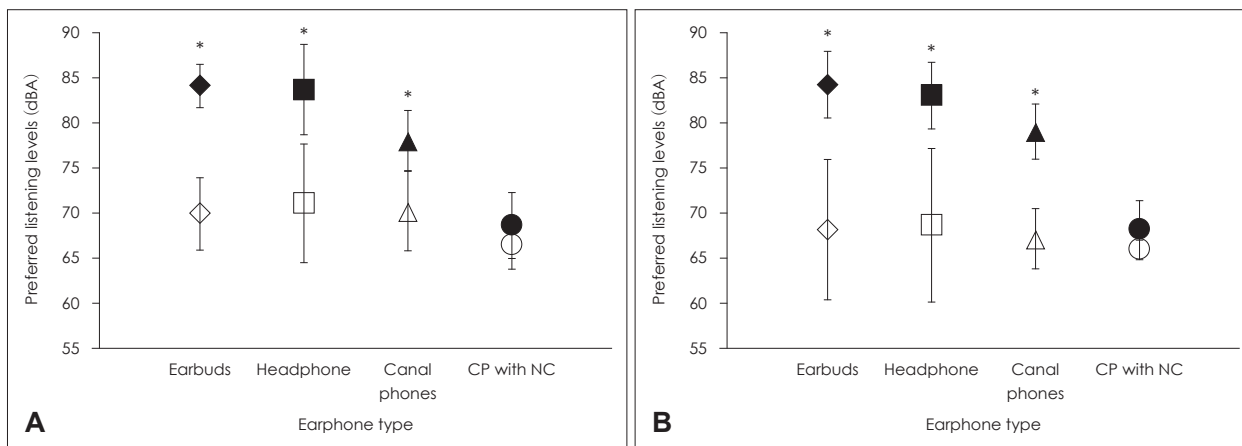 Preferred listening levels (dBA)
90
85
80
75
70
65
60
55
*
*
*
Earbuds
Headphone
Canal
phones
CP with NC
Earphone type
A
Preferred listening levels (dBA)
90
85
80
75
70
65
60
55
*
*
*
Earbuds
Headphone
Canal
phones
CP with NC
Earphone type
B